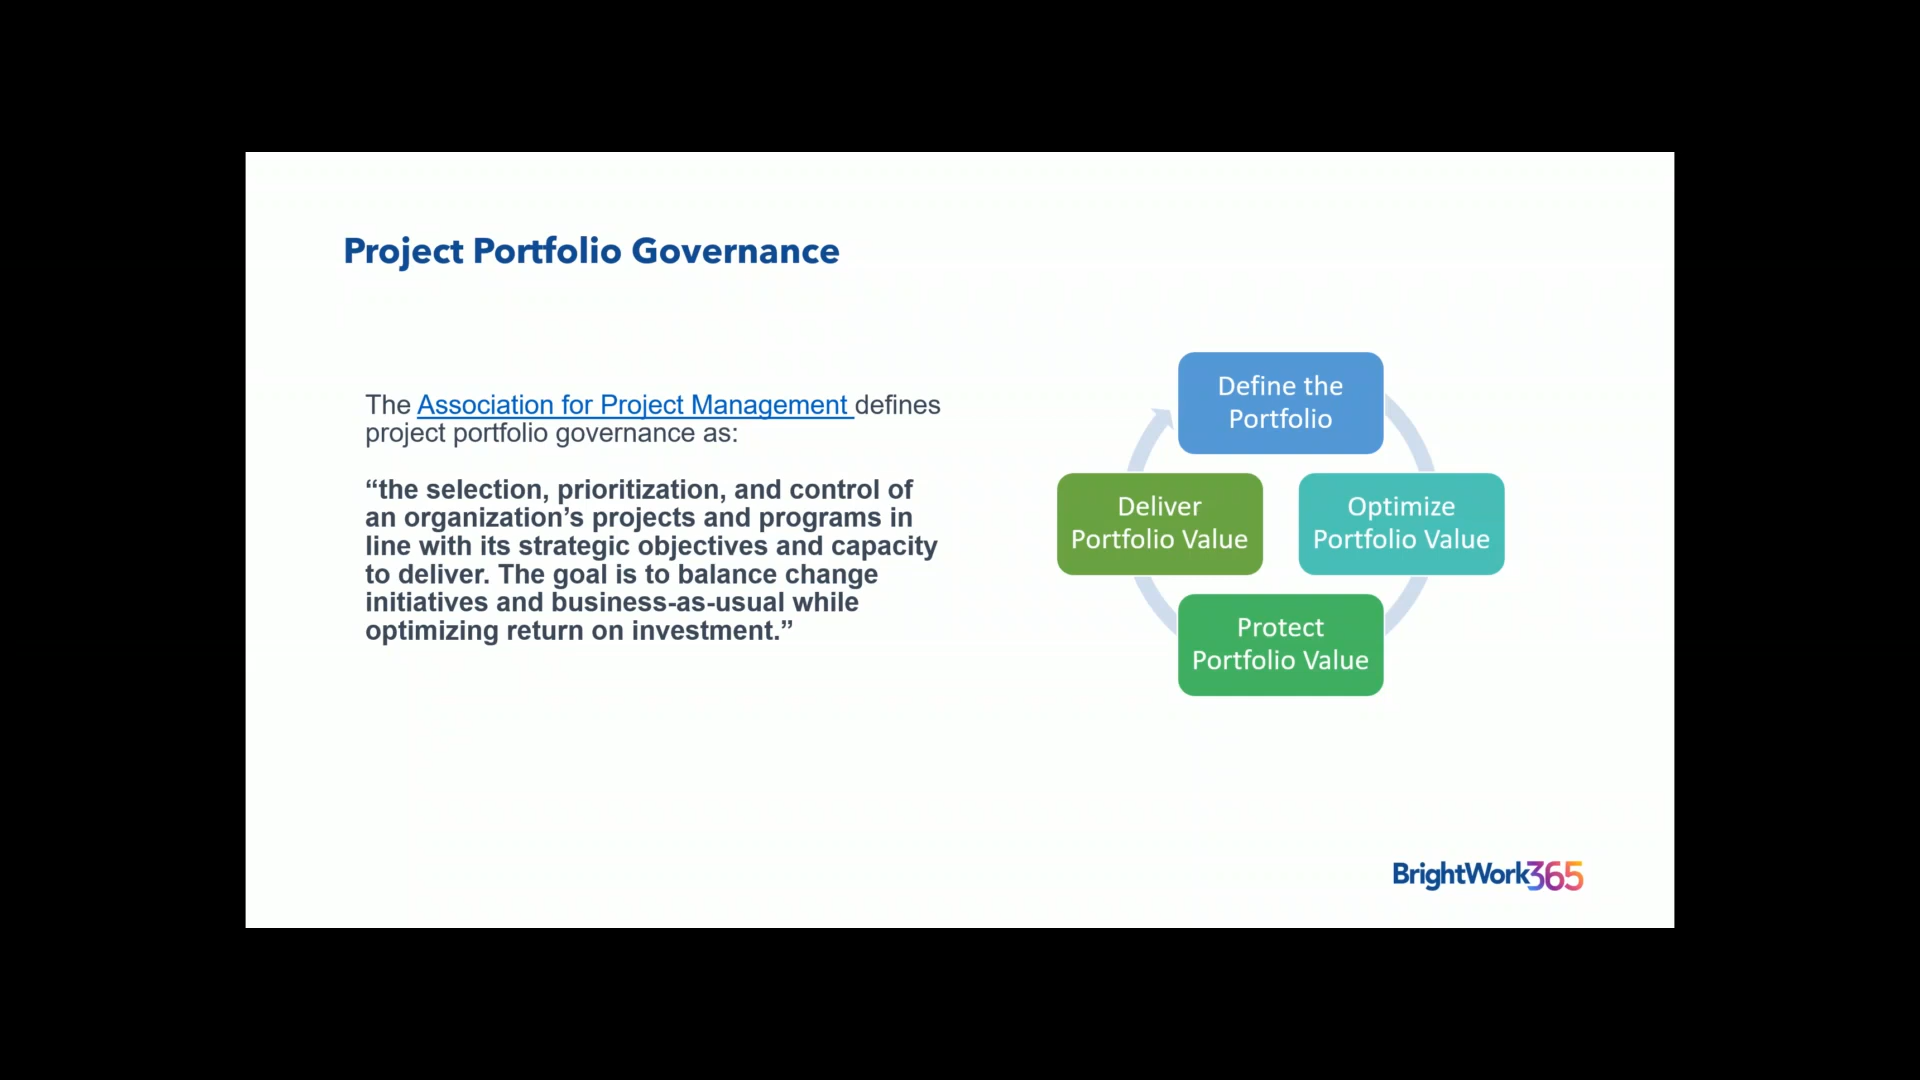 Project Portfolio Governance
The Association for Project Management defines
project portfolio governance as:
“the selection, prioritization, and control of
an organization’s projects and programs in
line with its strategic objectives and capacity
to deliver. The goal is to balance change
initiatives and business-as-usual while
optimizing return on investment.”
Define the
Portfolio
Deliver
Portfolio Value
Optimize
Portfolio Value
Protect
Portfolio Value
BrightWork365